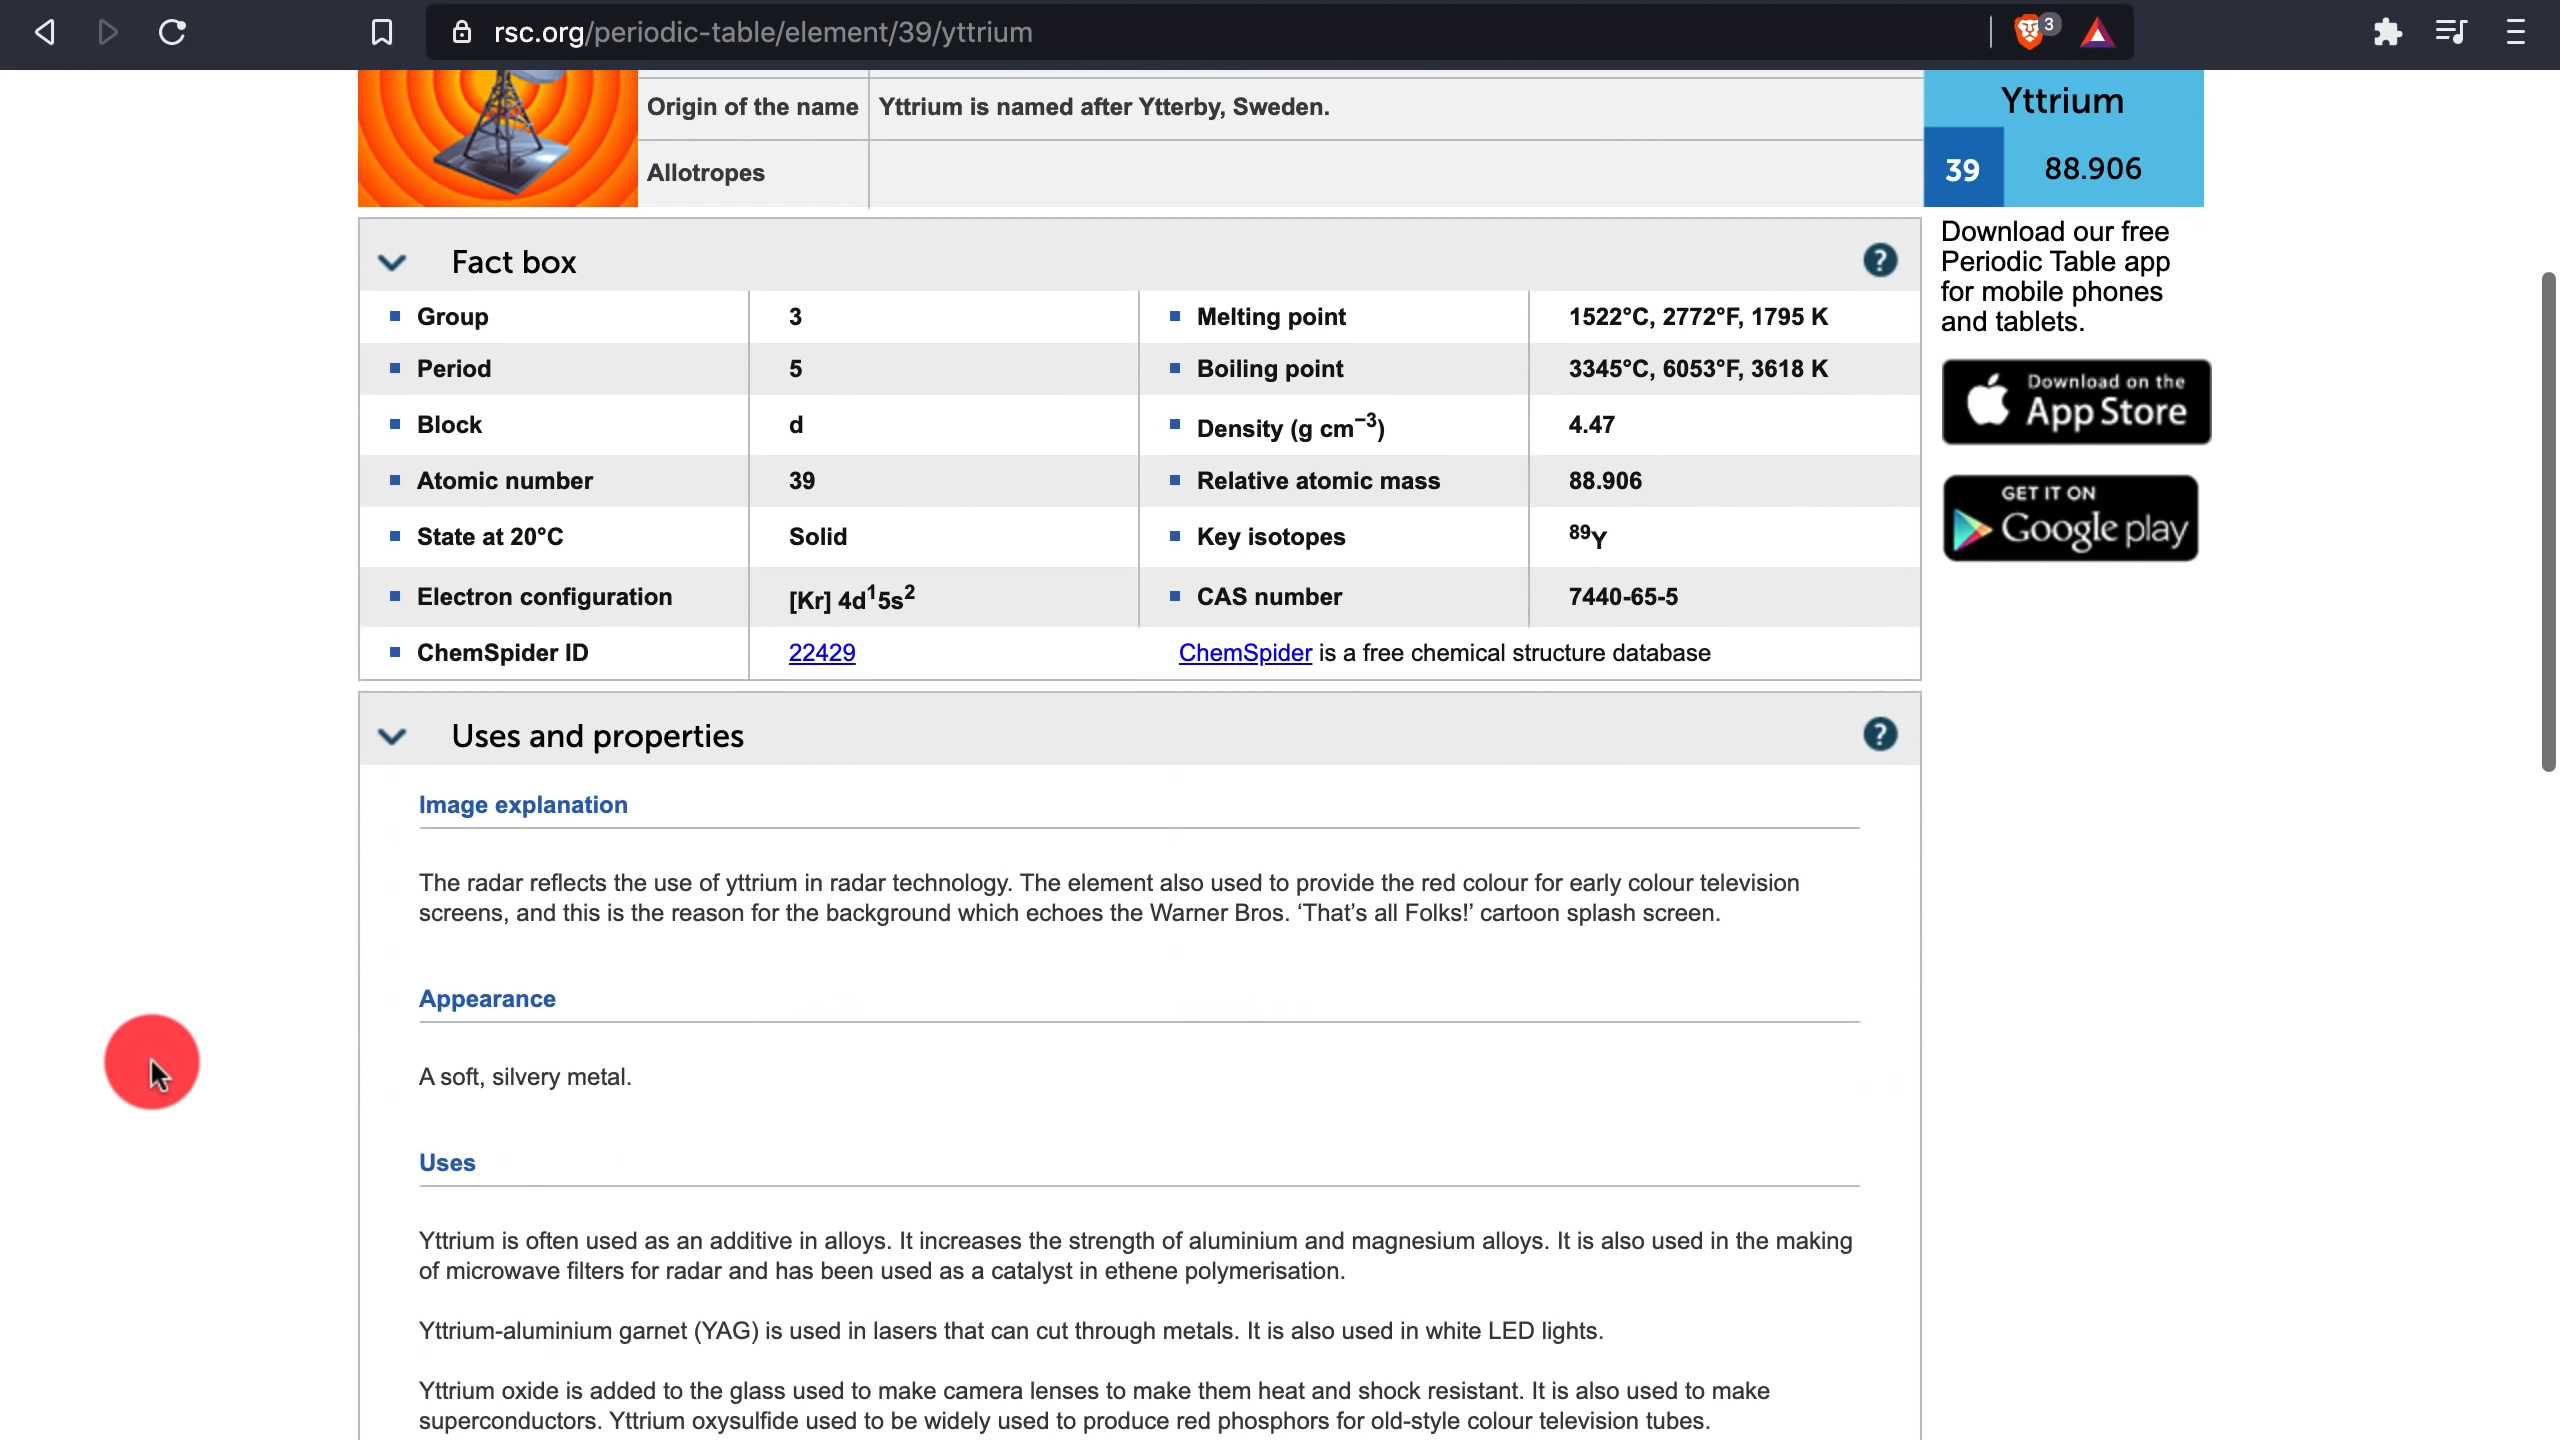 rsc.org/periodic-table/element/39/yttrium
3
Origin of the name Yttrium is named after Ytterby, Sweden.
Allotropes
Yttrium
39 88.906
Download our free
Periodic Table app
for mobile phones
and tablets.
Download on the
App Store
GET IT ON
Google play
Fact box ?
Group 3 Melting point 1522°C, 2772°F, 1795 K
Period 5 Boiling point 3345°C, 6053°F, 3618 K
Block d Density (g cm⁻³) 4.47
Atomic number 39 Relative atomic mass 88.906
State at 20°C Solid Key isotopes ⁸⁹Y
Electron configuration [Kr] 4d¹5s² CAS number 7440-65-5
ChemSpider ID 22429 ChemSpider is a free chemical structure database
Uses and properties ?
Image explanation
The radar reflects the use of yttrium in radar technology. The element also used to provide the red colour for early colour television
screens, and this is the reason for the background which echoes the Warner Bros. ‘That’s all Folks!’ cartoon splash screen.
Appearance
A soft, silvery metal.
Uses
Yttrium is often used as an additive in alloys. It increases the strength of aluminium and magnesium alloys. It is also used in the making
of microwave filters for radar and has been used as a catalyst in ethene polymerisation.
Yttrium-aluminium garnet (YAG) is used in lasers that can cut through metals. It is also used in white LED lights.
Yttrium oxide is added to the glass used to make camera lenses to make them heat and shock resistant. It is also used to make
superconductors. Yttrium oxysulfide used to be widely used to produce red phosphors for old-style colour television tubes.